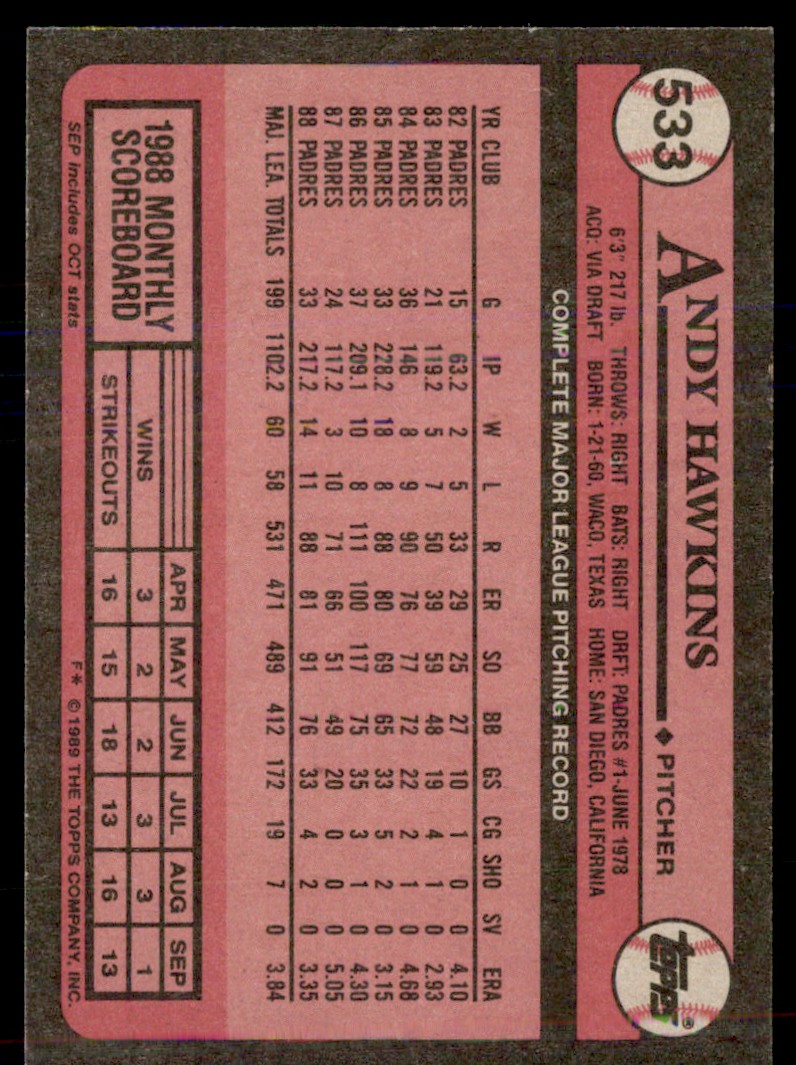 533
ANDY HAWKINS ◆ PITCHER
topps®
6'3" 217 lb. THROWS: RIGHT BATS: RIGHT DRFT: PADRES #1-JUNE 1978
ACQ: VIA DRAFT BORN: 1-21-60, WACO, TEXAS HOME: SAN DIEGO, CALIFORNIA
COMPLETE MAJOR LEAGUE PITCHING RECORD
YR CLUB G IP W L R ER SO BB GS CG SHO SV ERA
82 PADRES 15 63.2 2 5 33 29 25 27 10 1 0 0 4.10
83 PADRES 21 119.2 5 7 50 39 59 48 19 4 1 0 2.93
84 PADRES 36 146 8 9 90 76 77 72 22 2 1 0 4.68
85 PADRES 33 228.2 18 8 88 80 69 65 33 5 2 0 3.15
86 PADRES 37 209.1 10 8 111 100 117 75 35 3 1 0 4.30
87 PADRES 24 117.2 3 10 71 66 51 49 20 0 0 0 5.05
88 PADRES 33 217.2 14 11 88 81 91 76 33 4 2 0 3.35
MAJ. LEA. TOTALS 199 1102.2 60 58 531 471 489 412 172 19 7 0 3.84
1988 MONTHLY
SCOREBOARD
APR MAY JUN JUL AUG SEP
WINS 3 2 2 3 3 1
STRIKEOUTS 16 15 18 13 16 13
SEP includes OCT stats F* ©1989 THE TOPPS COMPANY, INC.